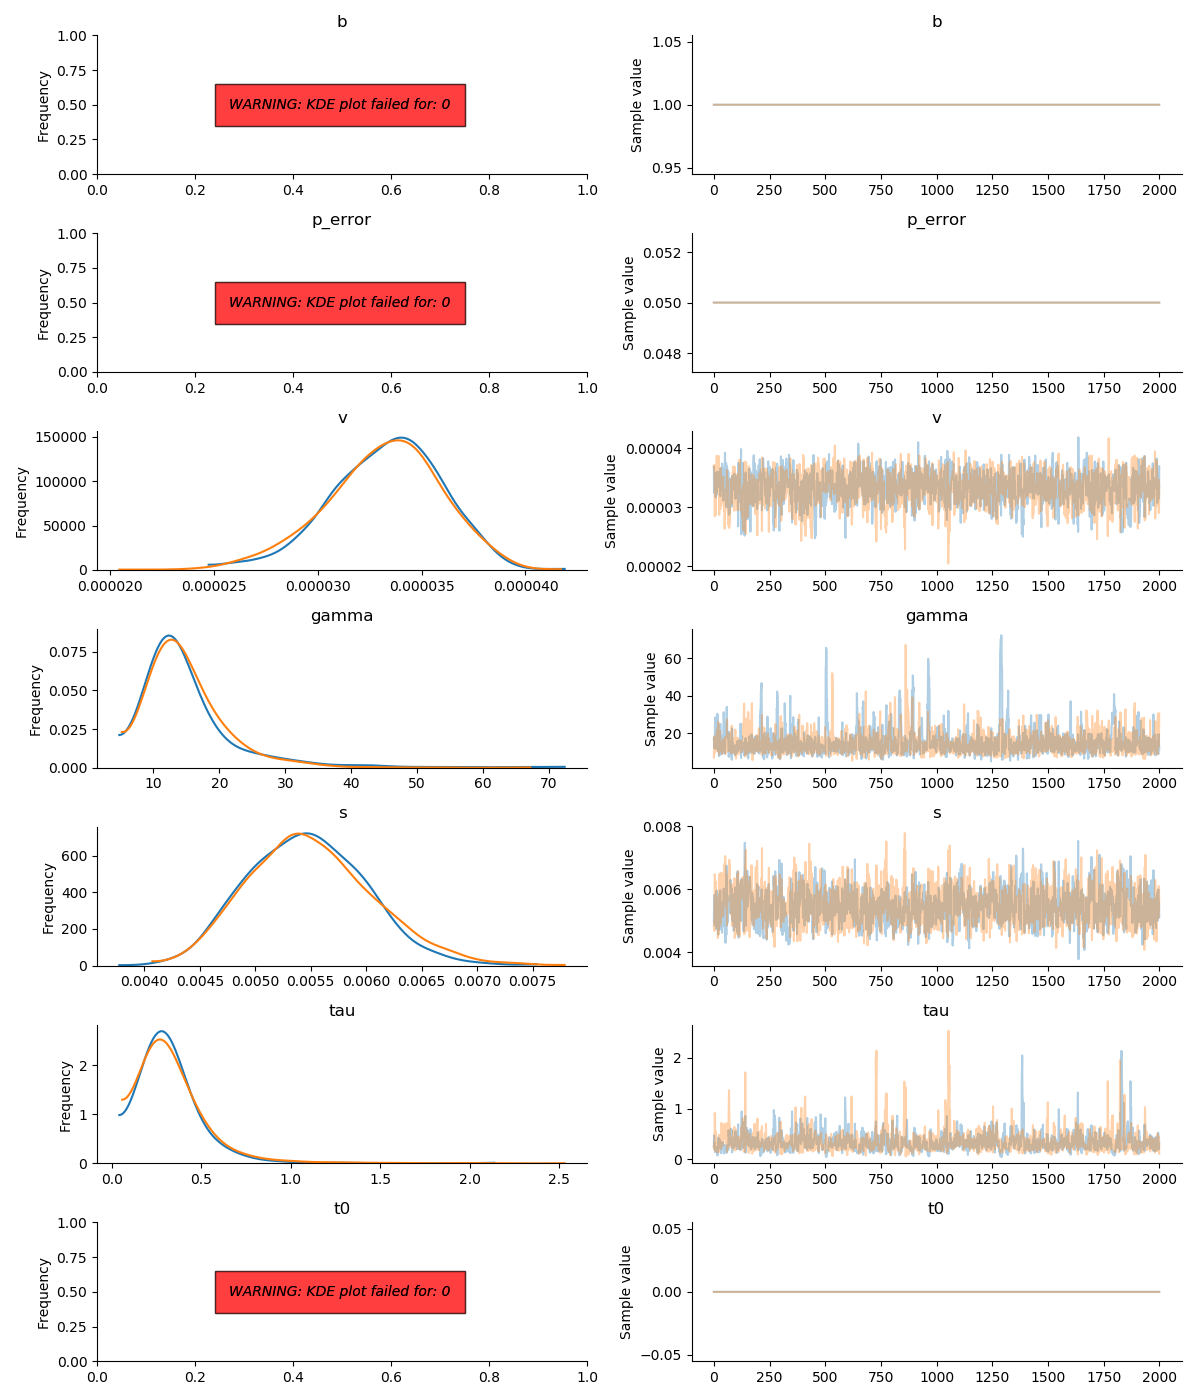 b
1.00
0.75
0.50
0.25
0.00
Frequency
WARNING: KDE plot failed for: 0
0.0 0.2 0.4 0.6 0.8 1.0
b
1.05
1.00
0.95
Sample value
0 250 500 750 1000 1250 1500 1750 2000
p_error
1.00
0.75
0.50
0.25
0.00
Frequency
WARNING: KDE plot failed for: 0
0.0 0.2 0.4 0.6 0.8 1.0
p_error
0.052
0.050
0.048
Sample value
0 250 500 750 1000 1250 1500 1750 2000
v
150000
100000
50000
0
Frequency
0.000020 0.000025 0.000030 0.000035 0.000040
v
0.00004
0.00003
0.00002
Sample value
0 250 500 750 1000 1250 1500 1750 2000
gamma
0.075
0.050
0.025
0.000
Frequency
10 20 30 40 50 60 70
gamma
60
40
20
Sample value
0 250 500 750 1000 1250 1500 1750 2000
s
600
400
200
0
Frequency
0.0040 0.0045 0.0050 0.0055 0.0060 0.0065 0.0070 0.0075
s
0.008
0.006
0.004
Sample value
0 250 500 750 1000 1250 1500 1750 2000
tau
2
1
0
Frequency
0.0 0.5 1.0 1.5 2.0 2.5
tau
2
1
0
Sample value
0 250 500 750 1000 1250 1500 1750 2000
t0
1.00
0.75
0.50
0.25
0.00
Frequency
WARNING: KDE plot failed for: 0
0.0 0.2 0.4 0.6 0.8 1.0
t0
0.05
0.00
−0.05
Sample value
0 250 500 750 1000 1250 1500 1750 2000